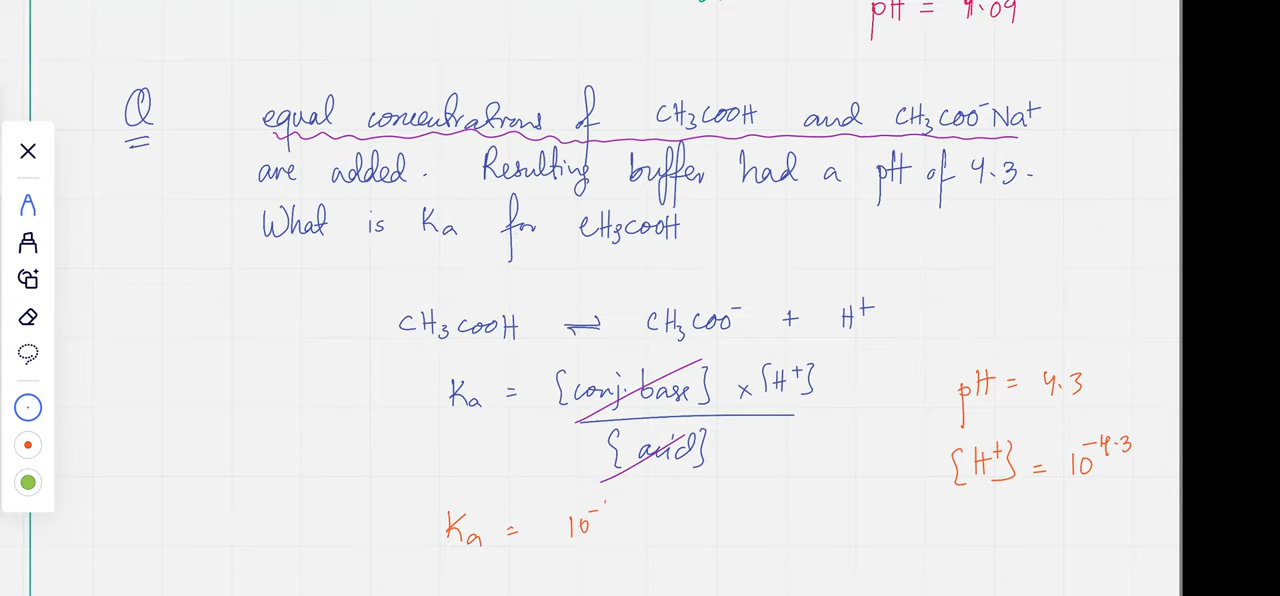 pH = 4.09
Q equal concentrations of CH₃COOH and CH₃COO⁻Na⁺
are added. Resulting buffer had a pH of 4.3.
What is Ka for CH₃COOH
CH₃COOH ⇌ CH₃COO⁻ + H⁺
Ka = [conj. base] × [H⁺]
[acid]
pH = 4.3
[H⁺] = 10⁻⁴·³
Ka = 10⁻